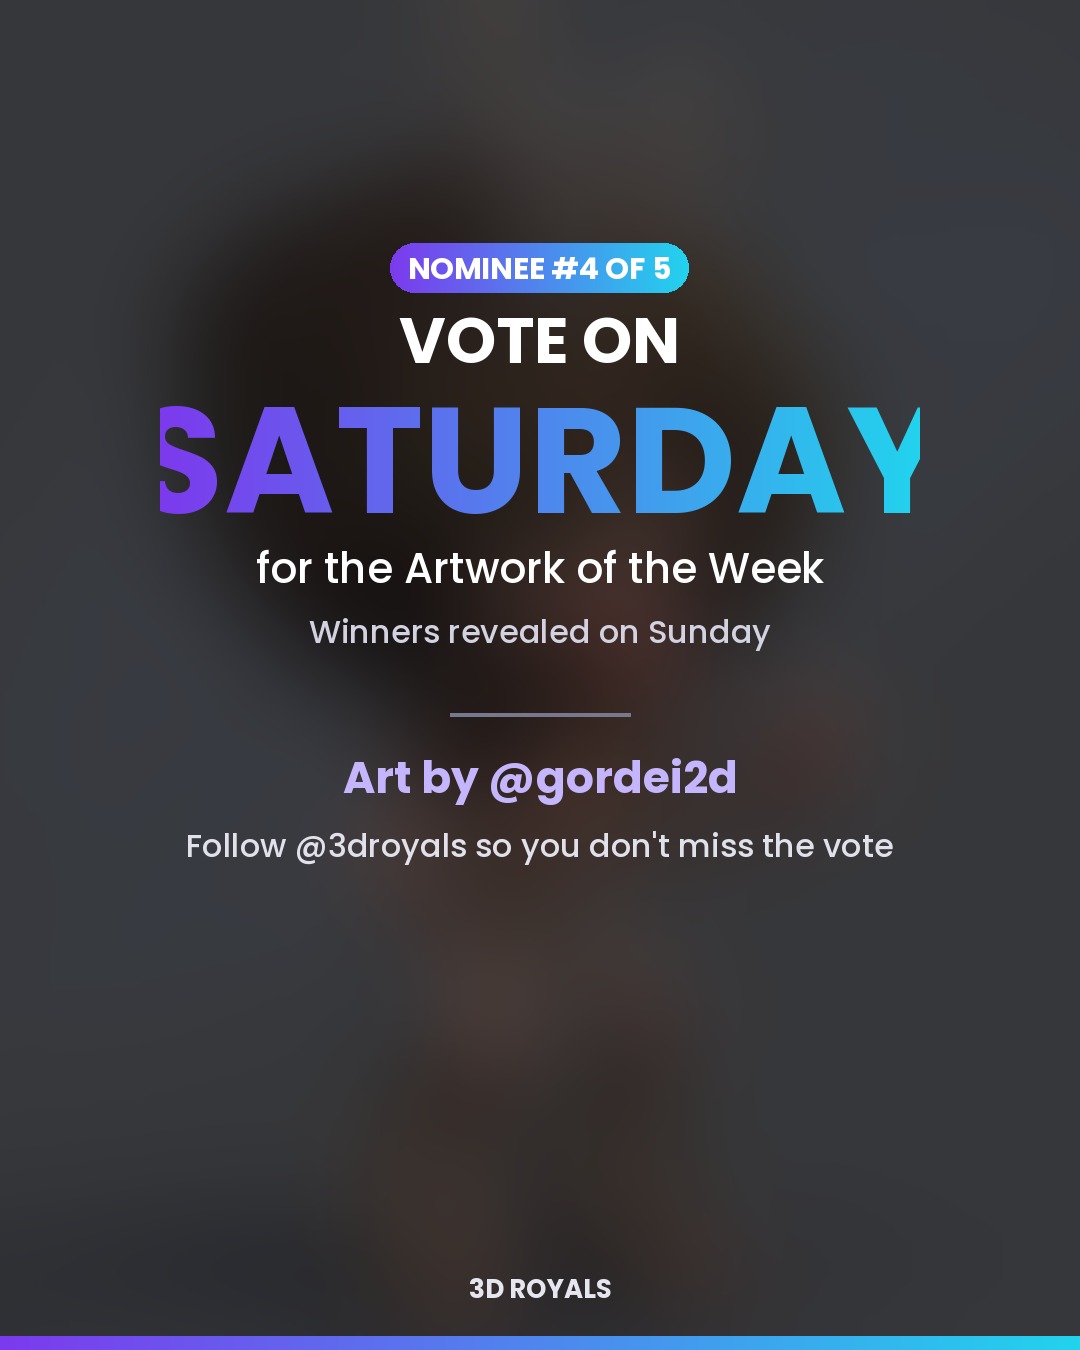 NOMINEE #4 OF 5
VOTE ON
SATURDAY
for the Artwork of the Week
Winners revealed on Sunday
Art by @gordei2d
Follow @3droyals so you don't miss the vote
3D ROYALS